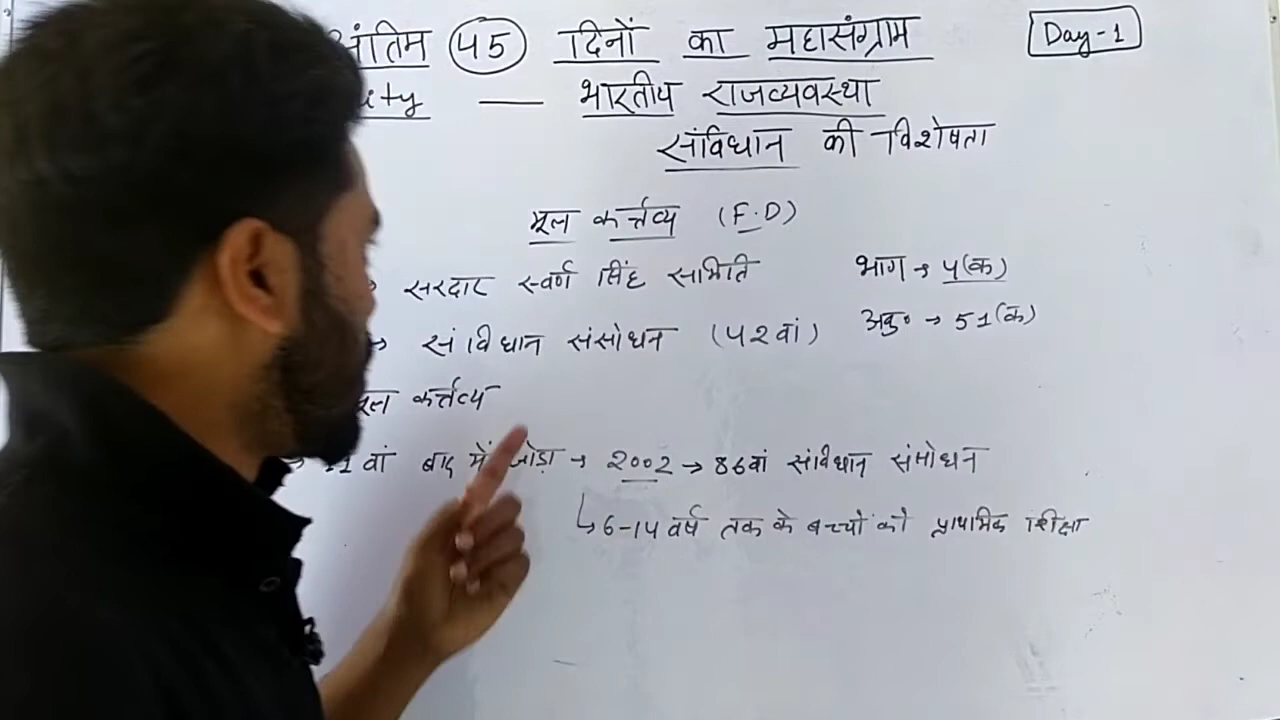 अंतिम 45 दिनों का महासंग्राम
Day-1
— भारतीय राजव्यवस्था
संविधान की विशेषता
मूल कर्त्तव्य (F.D)
सरदार स्वर्ण सिंह समिति
भाग → 4(क)
→ संविधान संसोधन (42वां)
अनु० → 51(क)
मूल कर्त्तव्य
11वां बाद में जोड़ा → 2002 → 86वां संविधान संसोधन
↳ 6-14 वर्ष तक के बच्चों को प्राथमिक शिक्षा